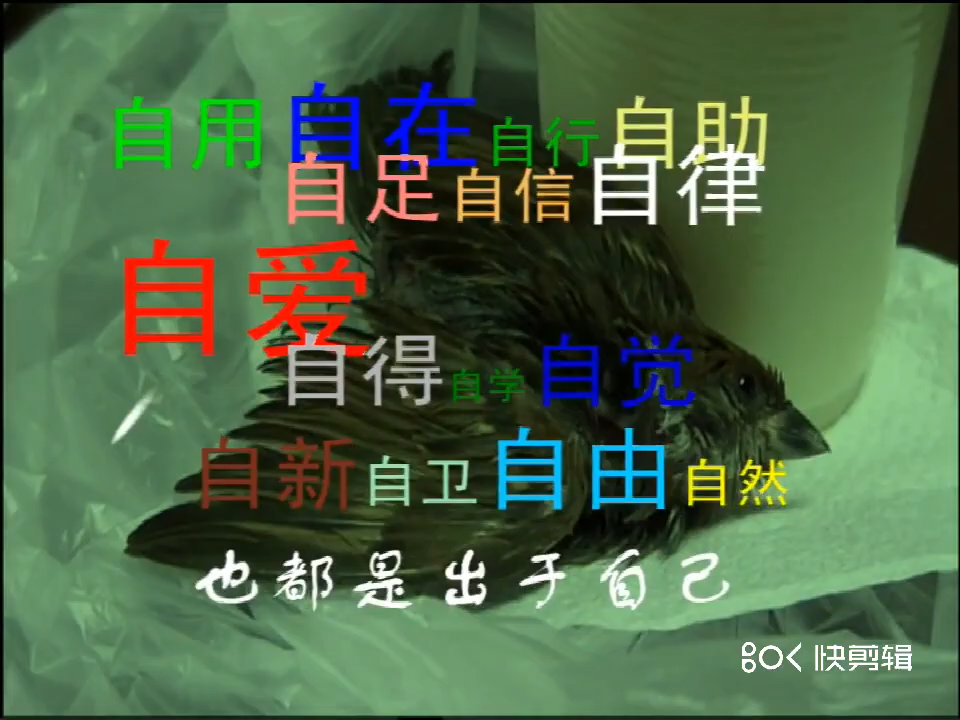 自用 自在 自行 自助
自足 自信 自律
自爱
自得 自学 自觉
自新 自卫 自由 自然
也都是出于自己
快剪辑